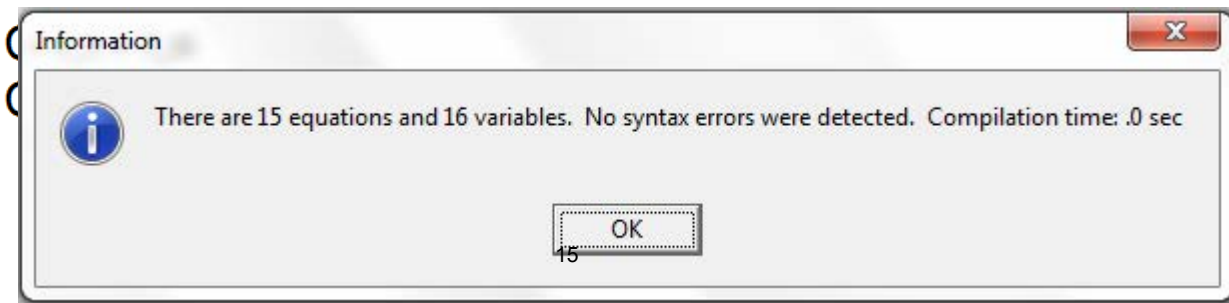 Information
There are 15 equations and 16 variables. No syntax errors were detected. Compilation time: .0 sec
OK
15